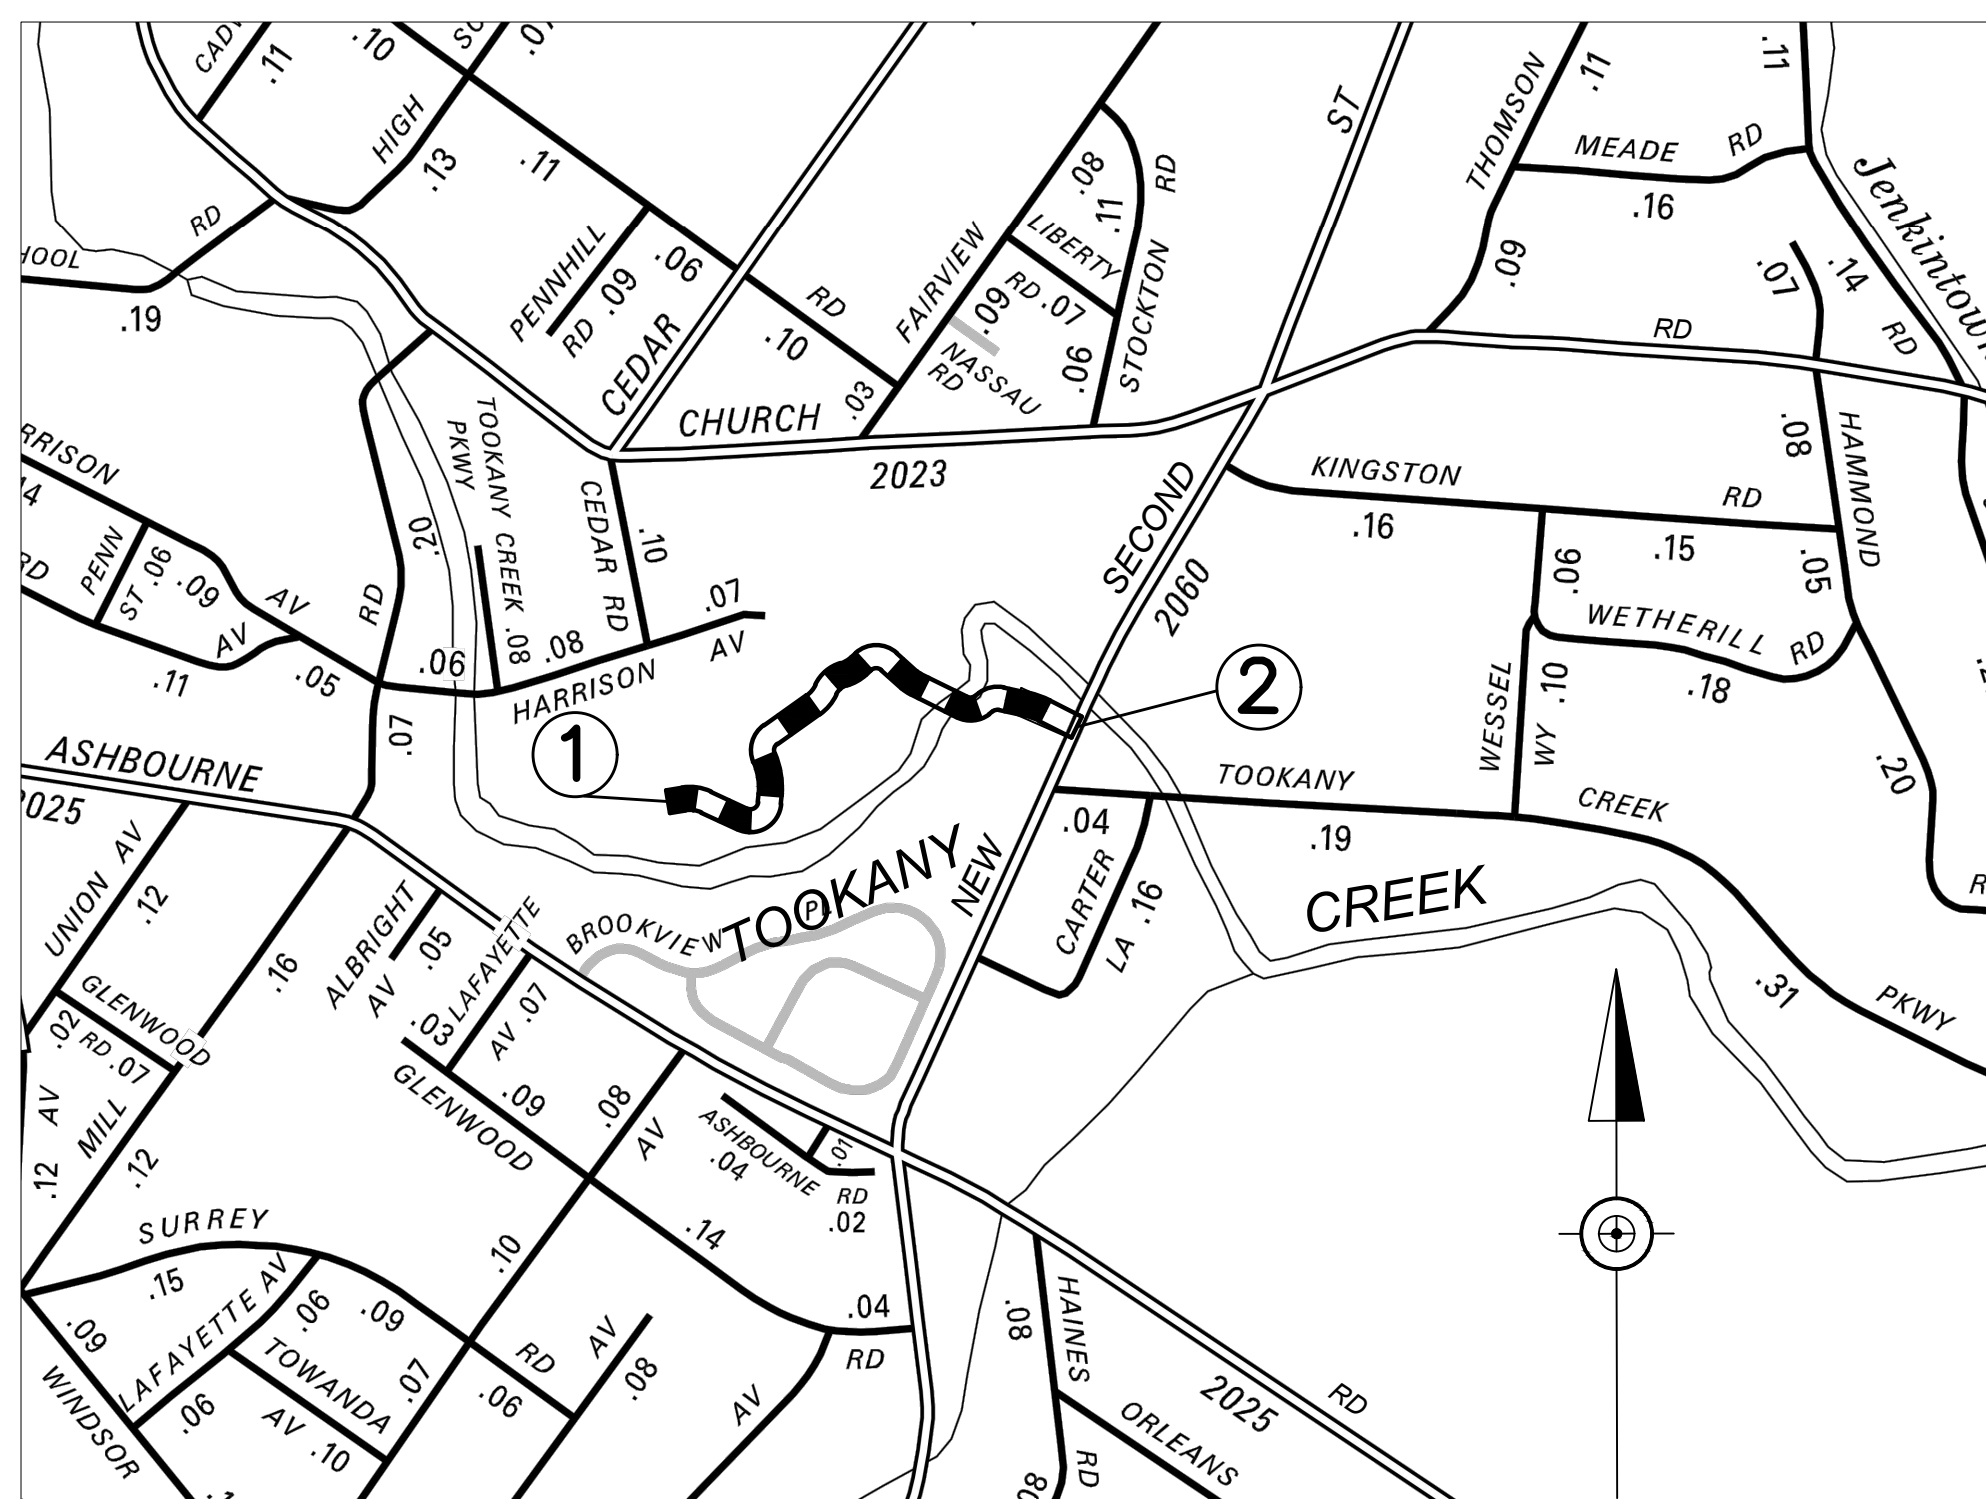 .11
.10
.13
HIGH
.11
RD
.19
PENNHILL
RD .09
.06
CEDAR
RD
.10
.03
CHURCH
2023
FAIRVIEW
.08
.11
RD
LIBERTY
RD .07
.09
NASSAU
RD
.06
STOCKTON
ST
THOMSON
.11
.11
MEADE RD
.16
.09
.07
.14
RD
RD
KINGSTON RD
.16
.15
.08
HAMMOND
.05
.06
WETHERILL RD
.18
WESSEL
WY .10
.20
SECOND
2060
TOOKANY CREEK
PKWY
.08
CEDAR RD
.10
.20
RD
PENN
ST .06
.09
AV
AV
.11
.05
.06
.08
.07
HARRISON AV
.07
1
2
ASHBOURNE
TOOKANY CREEK
.19
.04
CARTER
LA .16
NEW
TOOKANY CREEK
BROOKVIEW PL
.31
PKWY
UNION AV
.12
.16
ALBRIGHT
AV .05
LAFAYETTE
AV .07
.03
GLENWOOD
RD .07
.02
AV
.12
MILL
.12
GLENWOOD
.09
.08
AV
ASHBOURNE
.04
.01
RD
.02
.14
.04
RD
SURREY
.15
LAFAYETTE AV
.06
.09
.10
.09
WINDSOR
.06
TOWANDA
AV .10
.07
RD
.06
AV
.08
AV
HAINES
.08
RD
ORLEANS
2025
RD